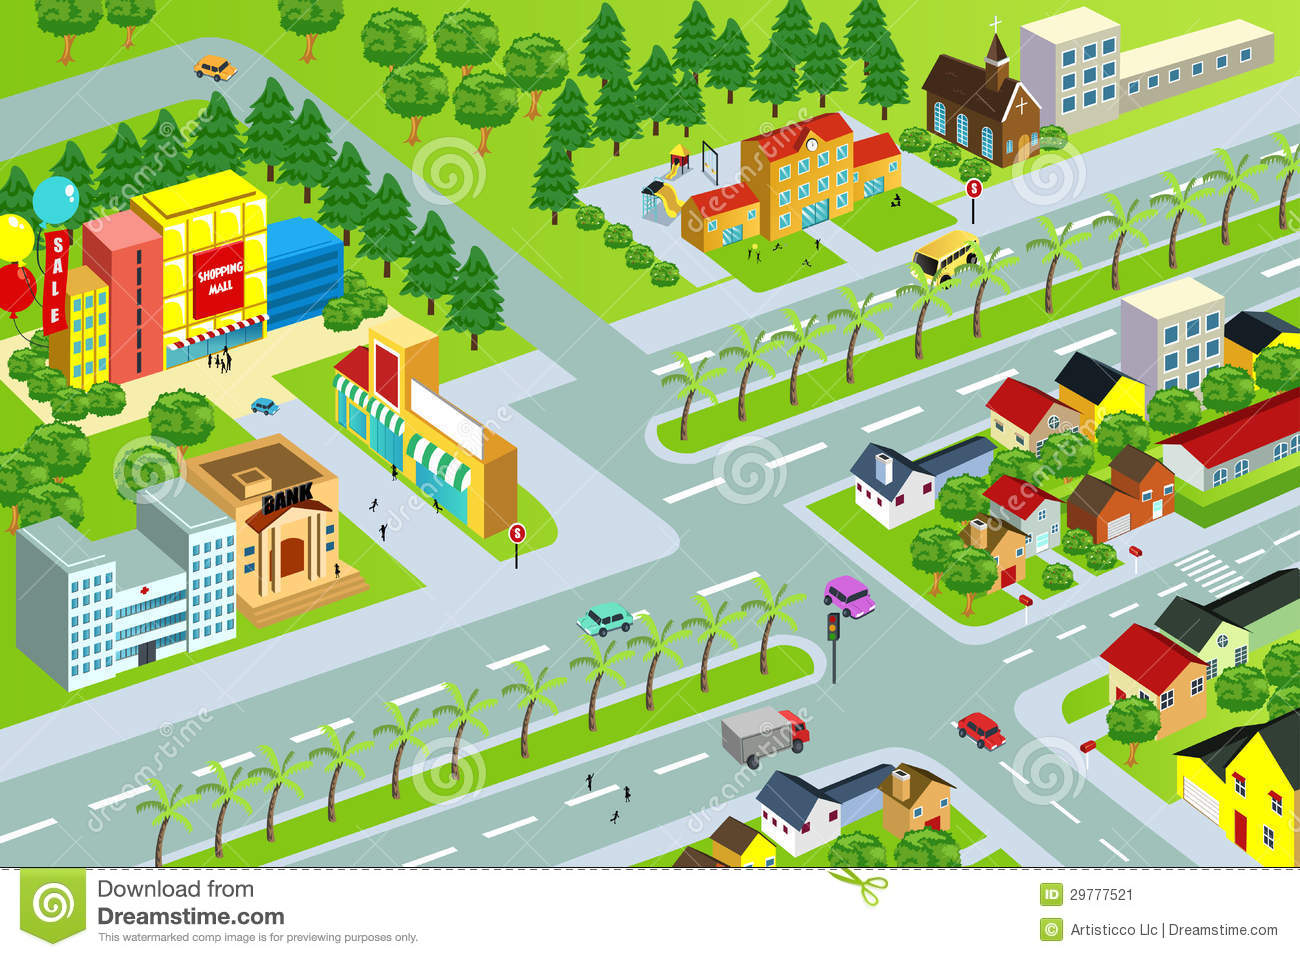 SALE
SHOPPING
MALL
BANK
S
S
dreamstime
Download from
Dreamstime.com
This watermarked comp image is for previewing purposes only.
ID 29777521
© Artisticco Llc | Dreamstime.com